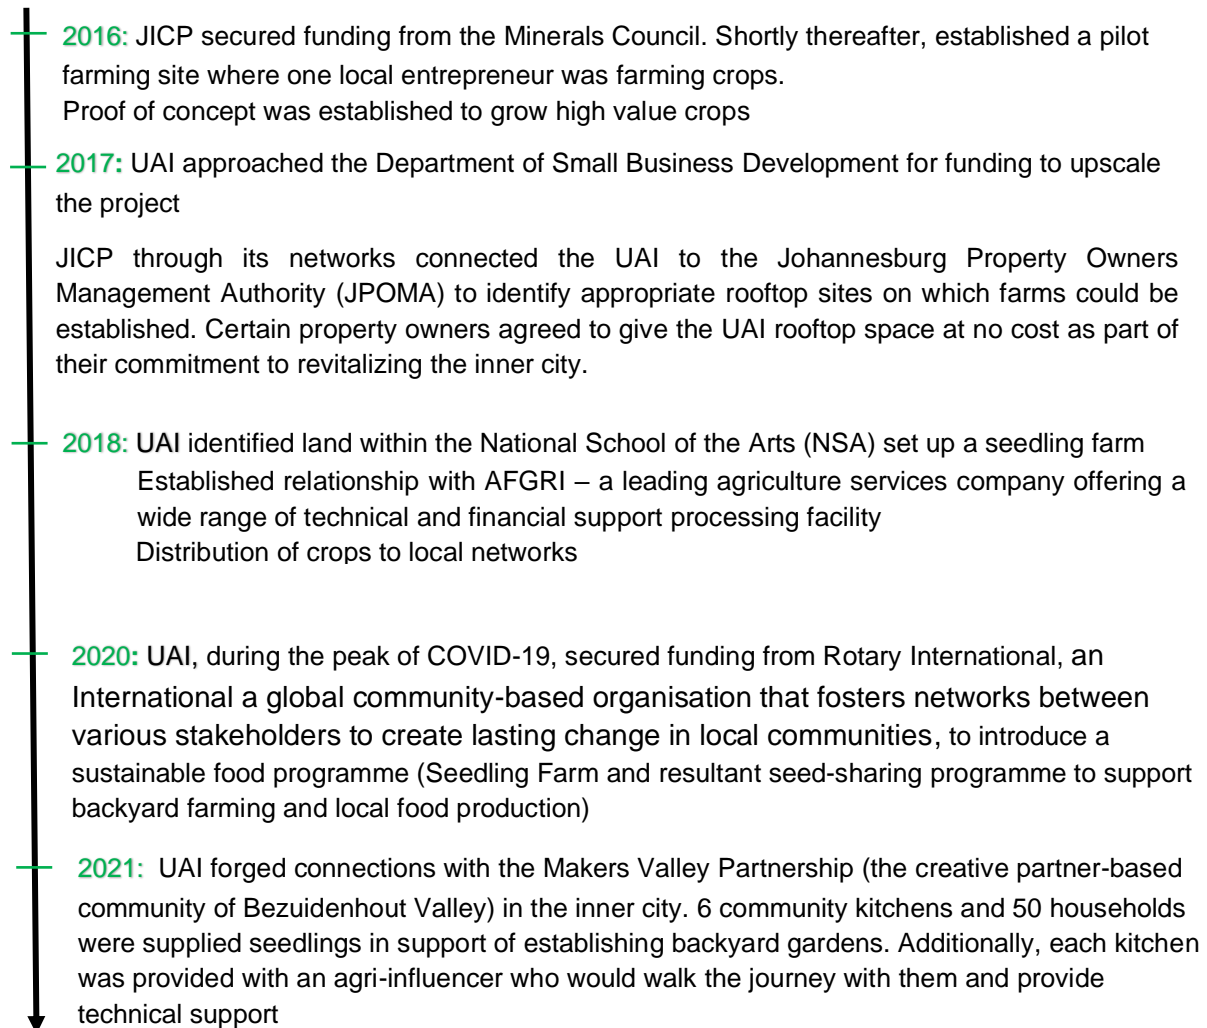 2016: JICP secured funding from the Minerals Council. Shortly thereafter, established a pilot
farming site where one local entrepreneur was farming crops.
Proof of concept was established to grow high value crops
2017: UAI approached the Department of Small Business Development for funding to upscale
the project
JICP through its networks connected the UAI to the Johannesburg Property Owners
Management Authority (JPOMA) to identify appropriate rooftop sites on which farms could be
established. Certain property owners agreed to give the UAI rooftop space at no cost as part of
their commitment to revitalizing the inner city.
2018: UAI identified land within the National School of the Arts (NSA) set up a seedling farm
Established relationship with AFGRI – a leading agriculture services company offering a
wide range of technical and financial support processing facility
Distribution of crops to local networks
2020: UAI, during the peak of COVID-19, secured funding from Rotary International, an
International a global community-based organisation that fosters networks between
various stakeholders to create lasting change in local communities, to introduce a
sustainable food programme (Seedling Farm and resultant seed-sharing programme to support
backyard farming and local food production)
2021: UAI forged connections with the Makers Valley Partnership (the creative partner-based
community of Bezuidenhout Valley) in the inner city. 6 community kitchens and 50 households
were supplied seedlings in support of establishing backyard gardens. Additionally, each kitchen
was provided with an agri-influencer who would walk the journey with them and provide
technical support